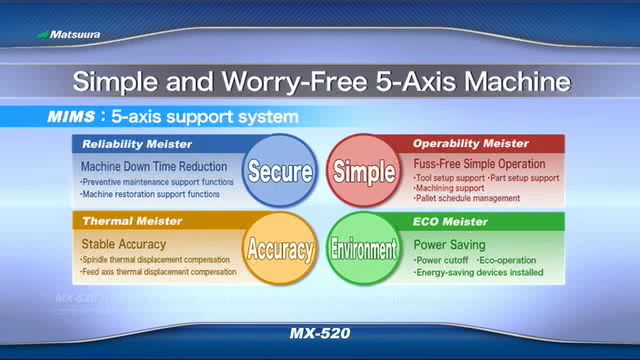 Matsuura
Simple and Worry-Free 5-Axis Machine
MIMS : 5-axis support system
Reliability Meister
Machine Down Time Reduction
・Preventive maintenance support functions
・Machine restoration support functions
Secure
Simple
Operability Meister
Fuss-Free Simple Operation
・Tool setup support ・Part setup support
・Machining support
・Pallet schedule management
Thermal Meister
Stable Accuracy
・Spindle thermal displacement compensation
・Feed axis thermal displacement compensation
Accuracy
Environment
ECO Meister
Power Saving
・Power cutoff ・Eco-operation
・Energy-saving devices installed
MX-520
MX-520